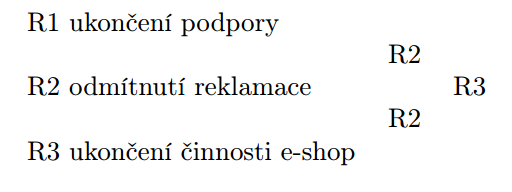 R1 ukončení podpory
R2
R2 odmítnutí reklamace R3
R2
R3 ukončení činnosti e-shop